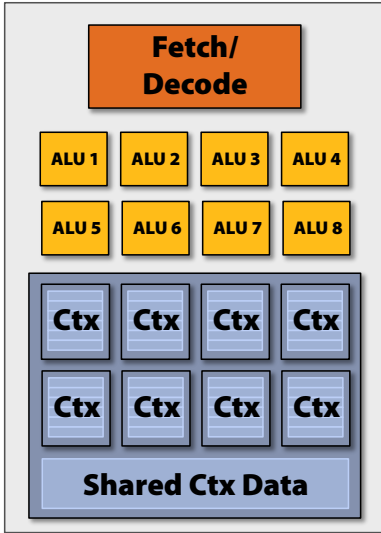 Fetch/
Decode
ALU 1 ALU 2 ALU 3 ALU 4
ALU 5 ALU 6 ALU 7 ALU 8
Ctx Ctx Ctx Ctx
Ctx Ctx Ctx Ctx
Shared Ctx Data